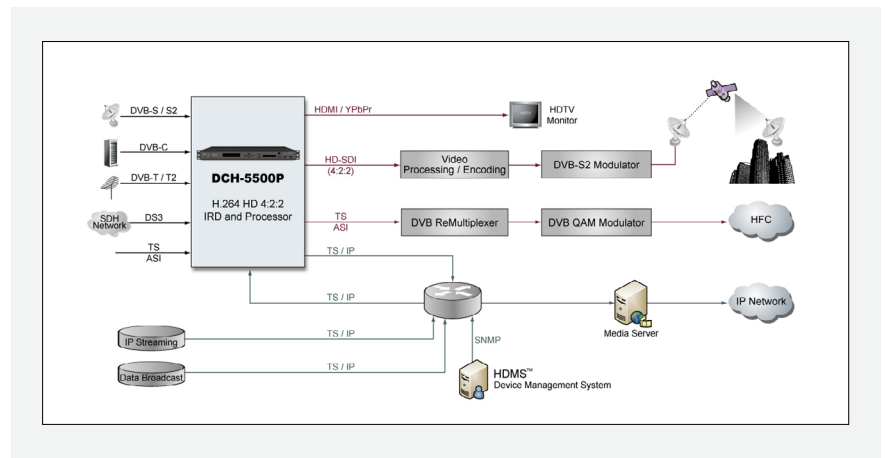 DVB-S / S2
DVB-C
DVB-T / T2
SDH
Network
DS3
TS
ASI
DCH-5500P
H.264 HD 4:2:2
IRD and Processor
HDMI / YPbPr
HDTV
HDTV
Monitor
HD-SDI
(4:2:2)
Video
Processing / Encoding
DVB-S2 Modulator
TS
ASI
DVB ReMultiplexer
DVB QAM Modulator
HFC
TS / IP
TS / IP
Media Server
IP Network
IP Streaming
TS / IP
SNMP
Data Broadcast
TS / IP
HDMS™
Device Management System